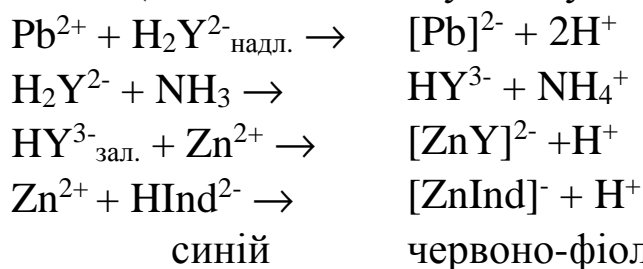 Pb²⁺ + H₂Y²⁻надл. → [Pb]²⁻ + 2H⁺
H₂Y²⁻ + NH₃ → HY³⁻ + NH₄⁺
HY³⁻зал. + Zn²⁺ → [ZnY]²⁻ +H⁺
Zn²⁺ + HInd²⁻ → [ZnInd]⁻ + H⁺
синій червоно-фіол